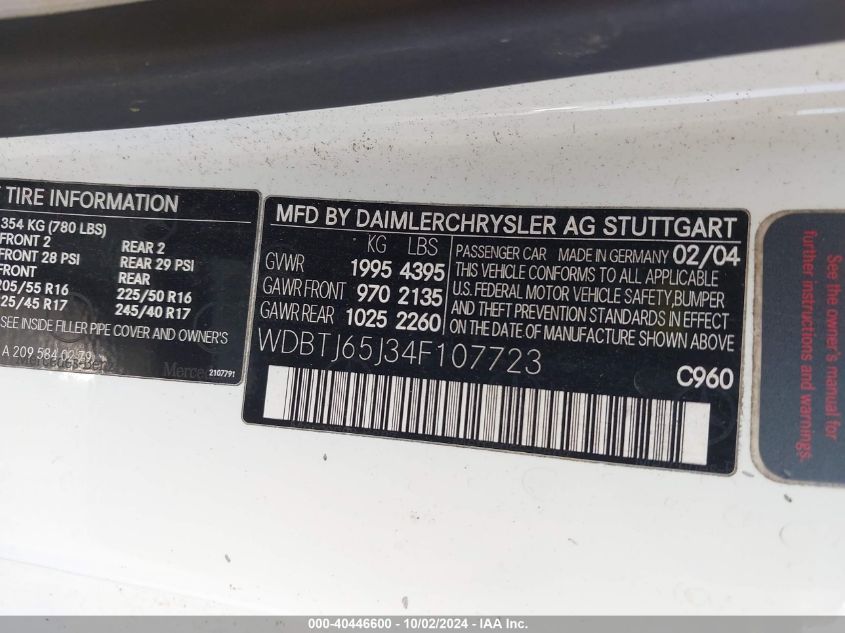 TIRE INFORMATION
354 KG (780 LBS)
FRONT 2 REAR 2
FRONT 28 PSI REAR 29 PSI
FRONT REAR
205/55 R16 225/50 R16
225/45 R17 245/40 R17
SEE INSIDE FILLER PIPE COVER AND OWNER'S
A 209 584 02 79
Mercedes-Benz
2107791
MFD BY DAIMLERCHRYSLER AG STUTTGART
KG LBS
GVWR 1995 4395
GAWR FRONT 970 2135
GAWR REAR 1025 2260
PASSENGER CAR MADE IN GERMANY 02/04
VEHICLE CONFORMS TO ALL APPLICABLE
U.S. FEDERAL MOTOR VEHICLE SAFETY,BUMPER
AND THEFT PREVENTION STANDARDS IN EFFECT
ON THE DATE OF MANUFACTURE SHOWN ABOVE.
WDBTJ65J34F107723
C960
See the owner's manual for
further instructions and
000-40446600 - 10/02/2024 - IAA Inc.